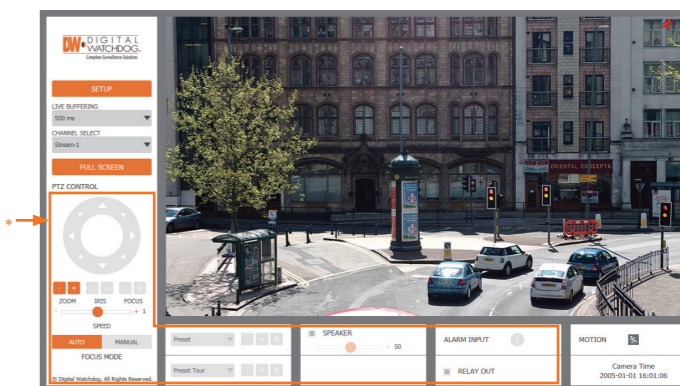 DW DIGITAL
WATCHDOG®
Complete Surveillance Solutions
SETUP
LIVE BUFFERING
500 ms
CHANNEL SELECT
Stream-1
FULL SCREEN
PTZ CONTROL
*
- + - + - +
ZOOM IRIS FOCUS
- + 1
SPEED
AUTO MANUAL
FOCUS MODE
© Digital Watchdog. All Rights Reserved.
ORIENTAL CONCEPTS
Preset - + R
Preset Tour - + R
SPEAKER
- + 50
ALARM INPUT 1
RELAY OUT
MOTION
Camera Time
2005-01-01 16:01:06